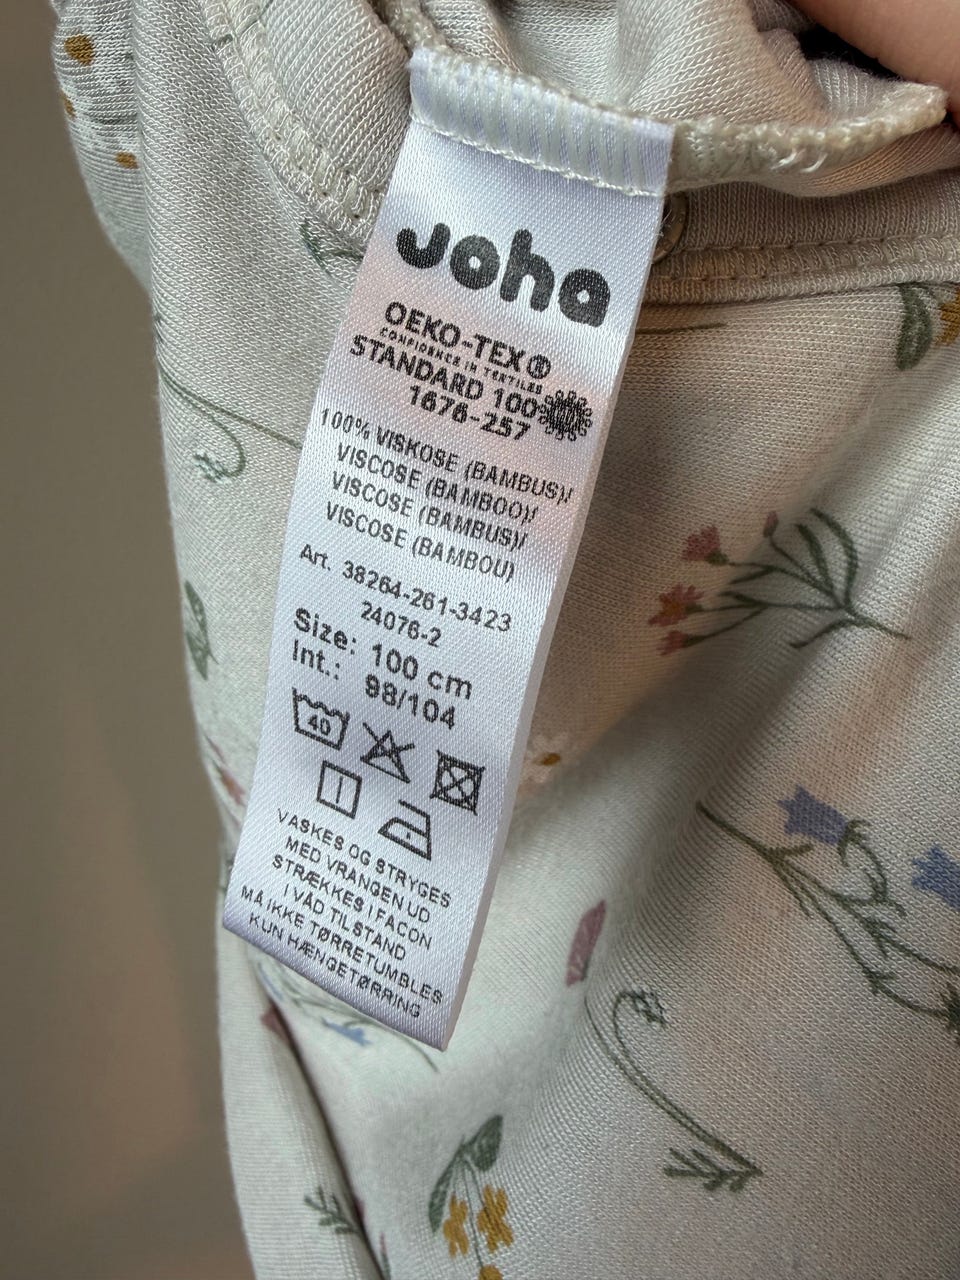 Joha
OEKO-TEX®
CONFIDENCE IN TEXTILES
STANDARD 100
1676-257
100% VISKOSE (BAMBUS)/
VISCOSE (BAMBOO)/
VISCOSE (BAMBUS)/
VISCOSE (BAMBOU)
Art. 38264-261-3423
24076-2
Size: 100 cm
Int.: 98/104
40
VASKES OG STRYGES
MED VRANGEN UD
STRÆKKES I FACON
I VÅD TILSTAND
MÅ IKKE TØRRETUMBLES
KUN HÆNGETØRRING